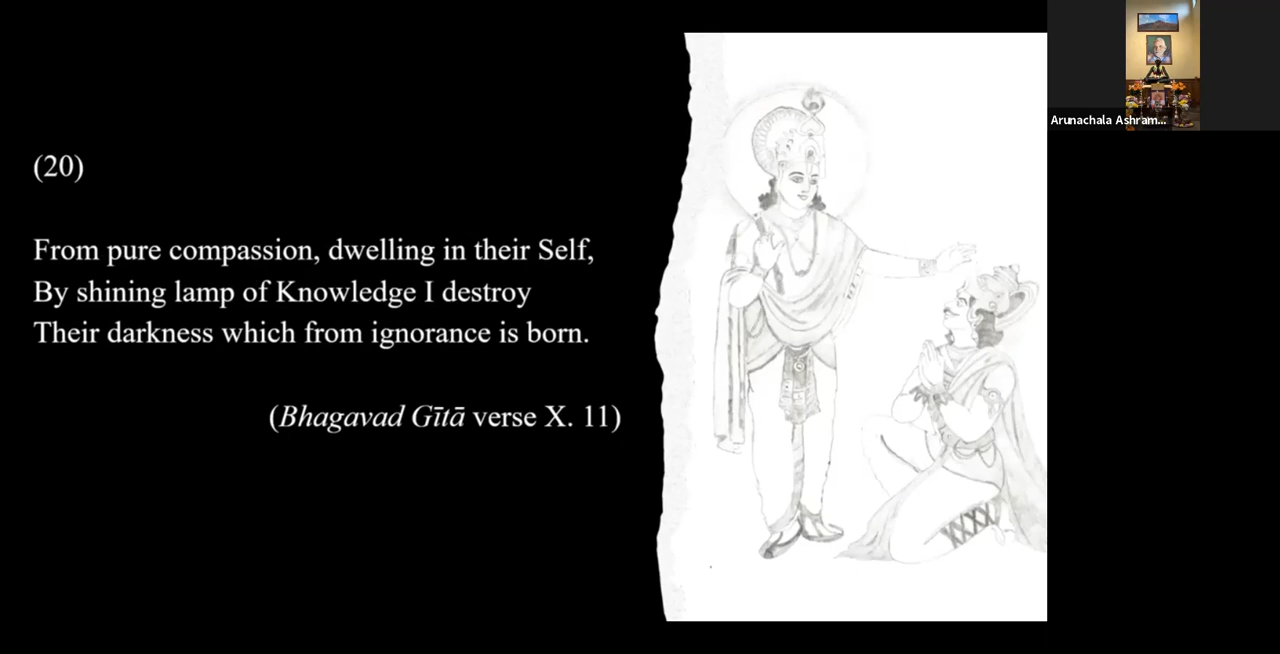 (20)
From pure compassion, dwelling in their Self,
By shining lamp of Knowledge I destroy
Their darkness which from ignorance is born.
(Bhagavad Gītā verse X. 11)
Arunachala Ashram...